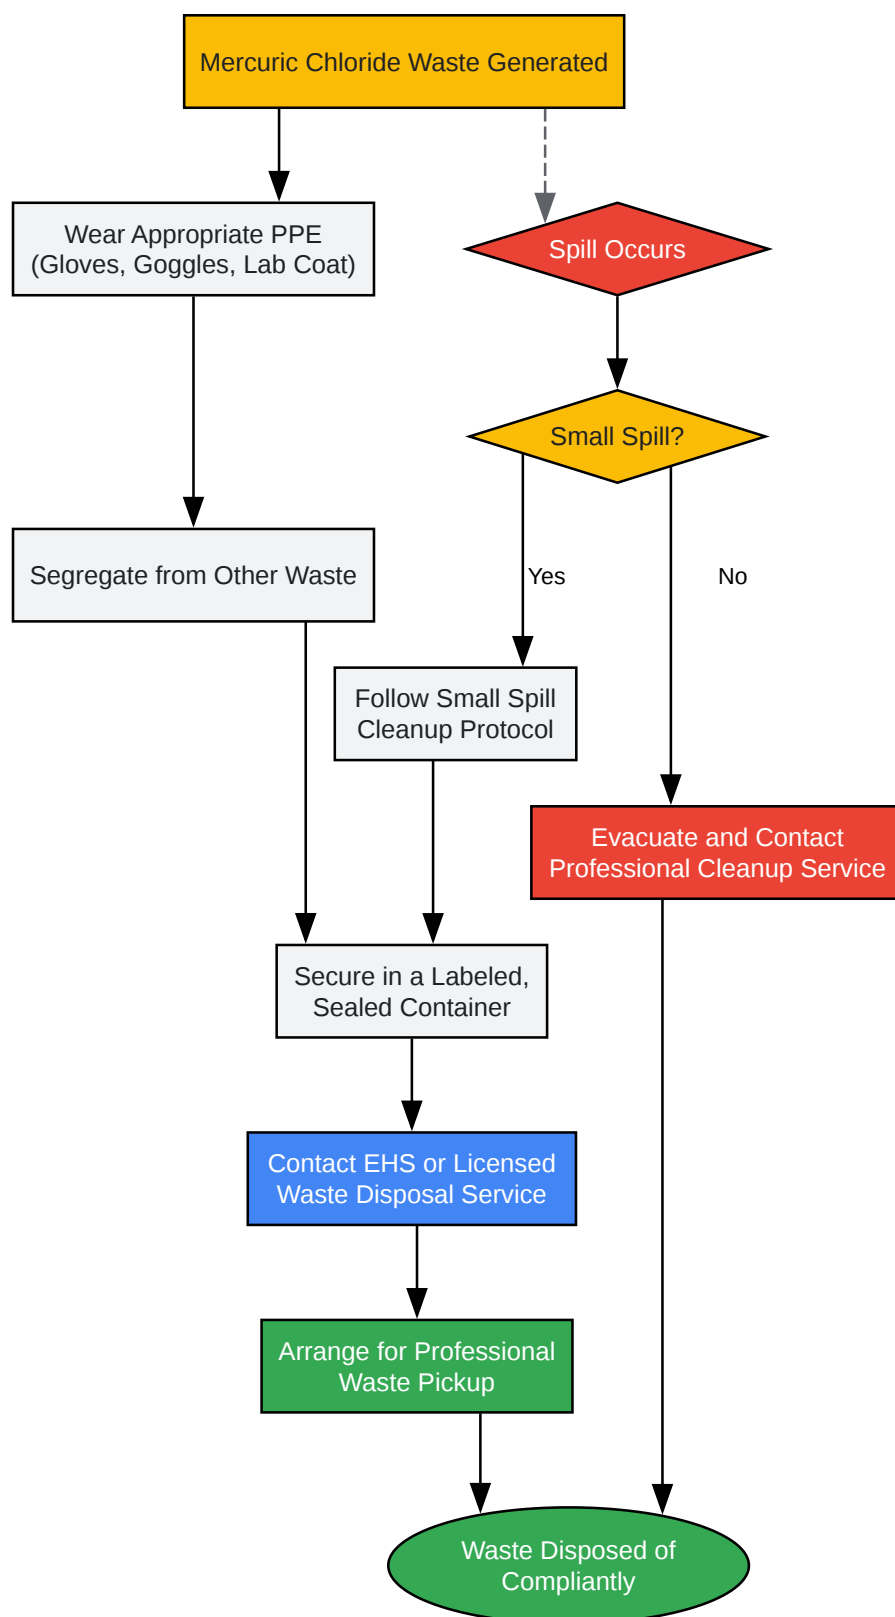 Mercuric Chloride Waste Generated
Wear Appropriate PPE
(Gloves, Goggles, Lab Coat)
Spill Occurs
Small Spill?
Segregate from Other Waste
Yes
No
Follow Small Spill
Cleanup Protocol
Evacuate and Contact
Professional Cleanup Service
Secure in a Labeled,
Sealed Container
Contact EHS or Licensed
Waste Disposal Service
Arrange for Professional
Waste Pickup
Waste Disposed of
Compliantly